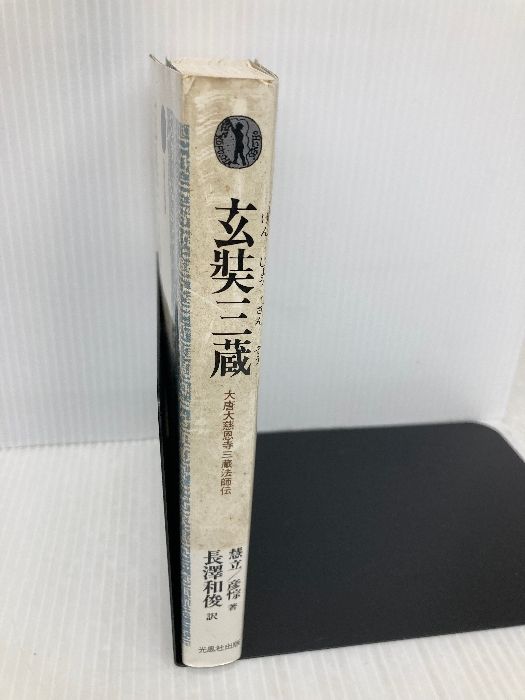 玄奘三蔵
げんじょうさんぞう
大唐大慈恩寺三蔵法師伝
慧立／彦悰 著
長澤和俊 訳
光風社出版